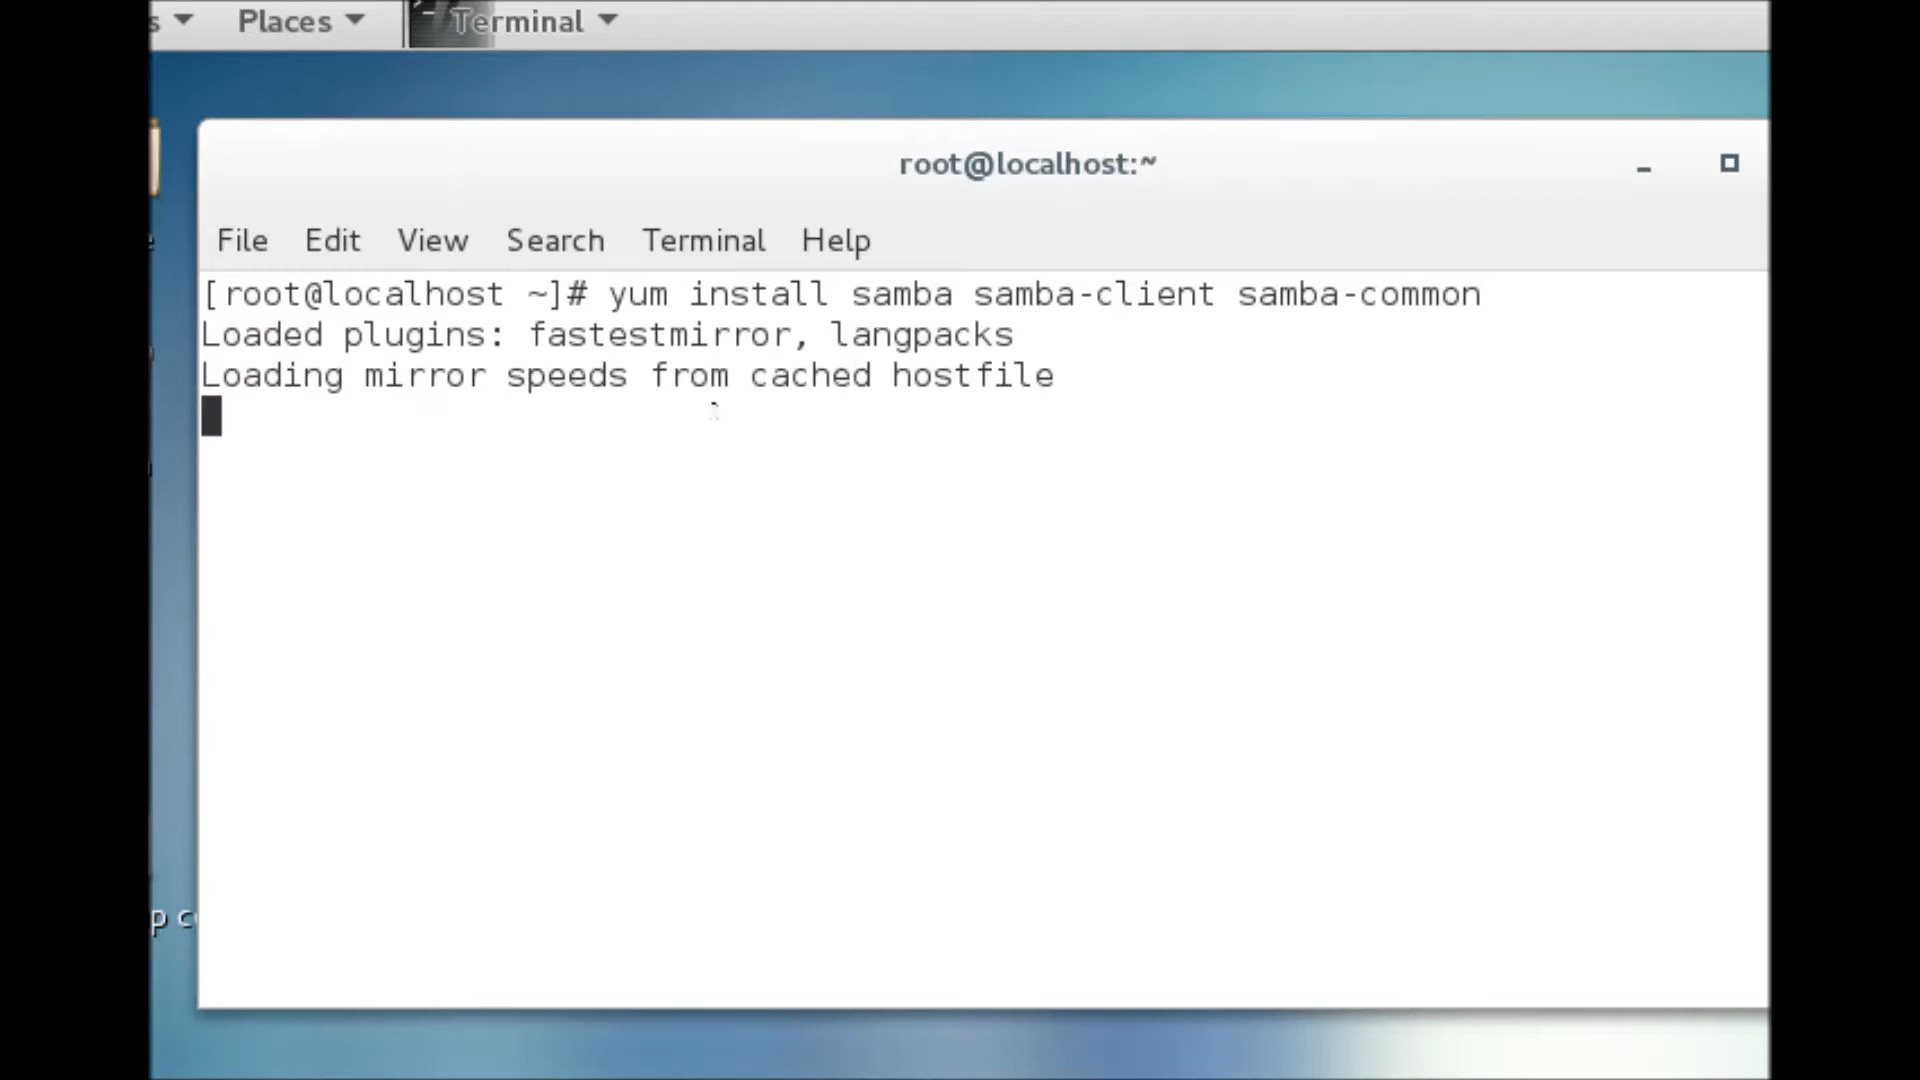 Places Terminal
root@localhost:~
File Edit View Search Terminal Help
[root@localhost ~]# yum install samba samba-client samba-common
Loaded plugins: fastestmirror, langpacks
Loading mirror speeds from cached hostfile